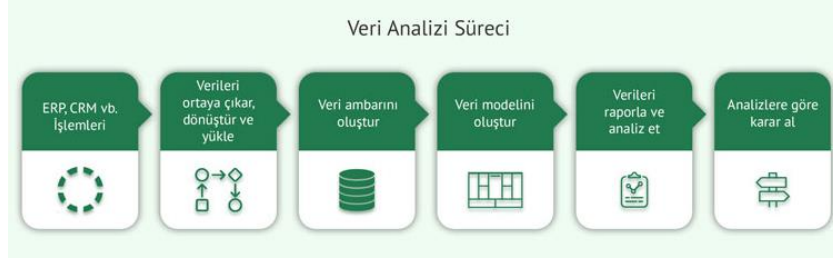 Veri Analizi Süreci
ERP, CRM vb.
İşlemleri
Verileri
ortaya çıkar,
dönüştür ve
yükle
Veri ambarını
oluştur
Veri modelini
oluştur
Verileri
raporla ve
analiz et
Analizlere göre
karar al